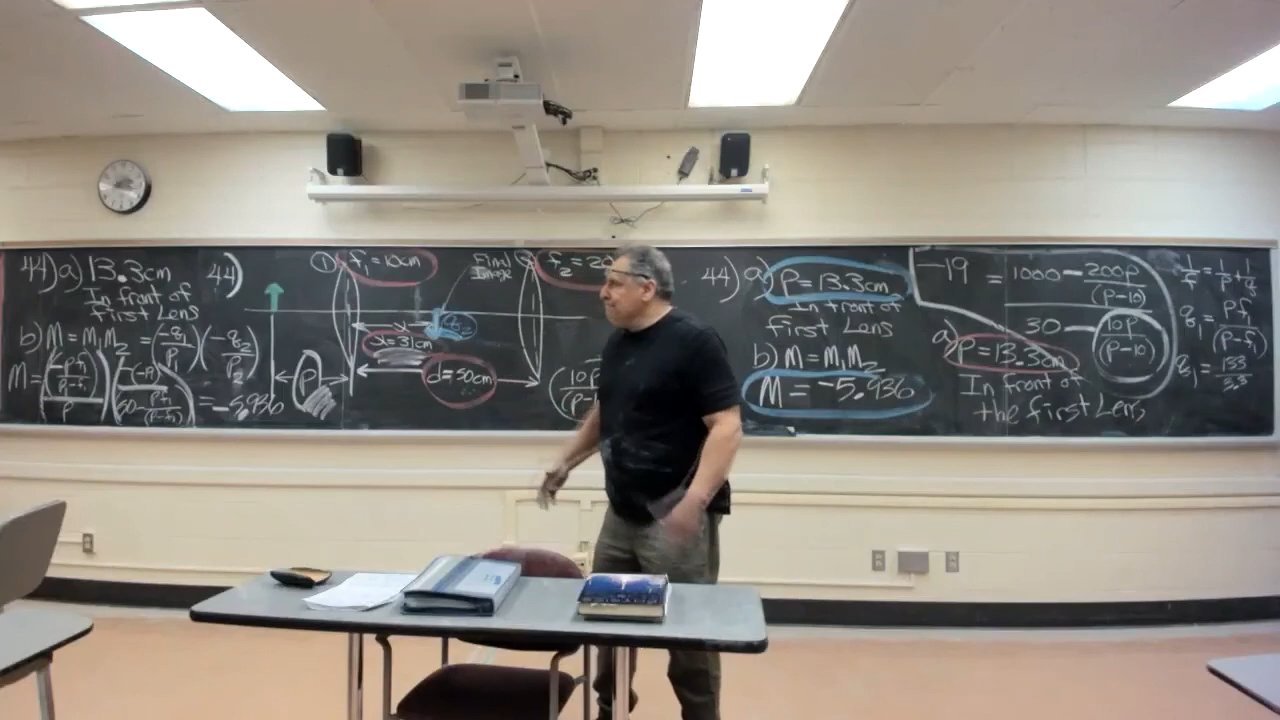 44) a) 13.3cm
In front of
first Lens
b) M = M₁M₂ = (-q₁/P)(-q₂/P₂)
= -5.936
44)
① f₁ = 10cm
Final
Image
f₂ = 20
x
q₂
x = 31cm
P
d = 50cm
44) a) P = 13.3cm
In front of
first Lens
b) M = M₁M₂
M = -5.936
-19 = 1000 - 200p/(p-10)
30 - 10p/(p-10)
a) P = 13.3cm
In front of
the first Lens
1/f = 1/p + 1/q
q₁ = Pf₁/(P-f₁)
q₁ = 133/3.3